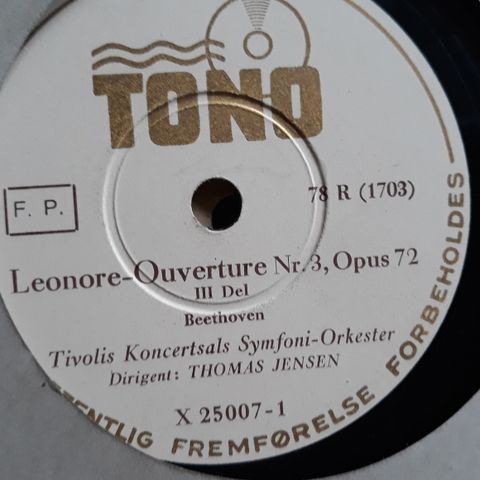 TONO
78 R (1703)
F. P.
Leonore-Ouverture Nr. 3, Opus 72
III Del
Beethoven
Tivolis Koncertsals Symfoni-Orkester
Dirigent: THOMAS JENSEN
X 25007-1
FREMFØRELSE FORBEHOLDES